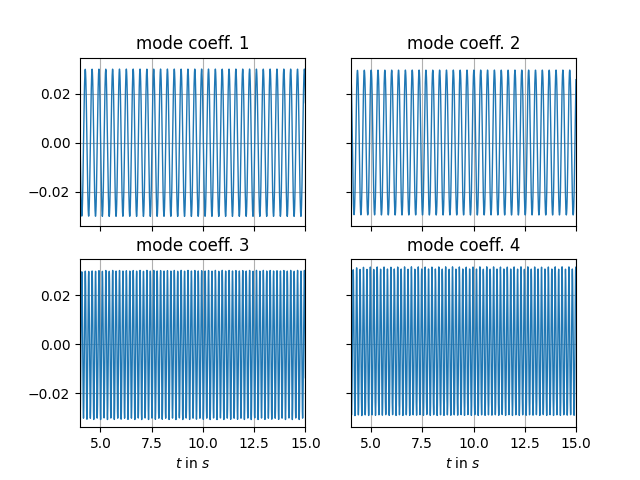 mode coeff. 1
mode coeff. 2
0.02
0.00
−0.02
mode coeff. 3
mode coeff. 4
0.02
0.00
−0.02
5.0 7.5 10.0 12.5 15.0
5.0 7.5 10.0 12.5 15.0
t in s
t in s